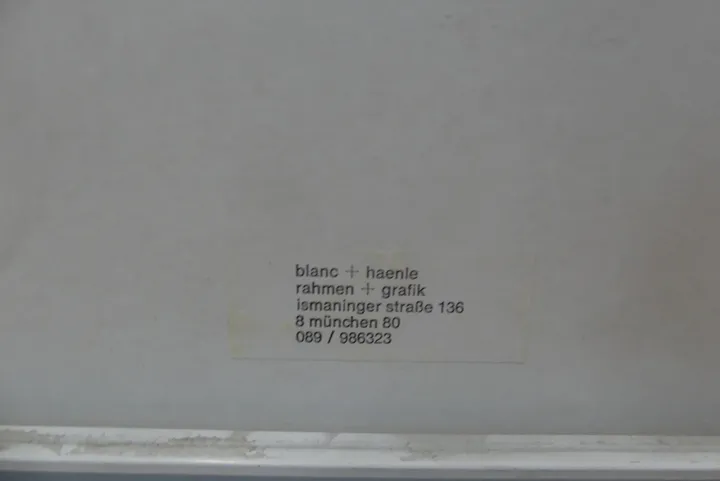 blanc + haenle
rahmen + grafik
ismaninger straße 136
8 münchen 80
089 / 986323